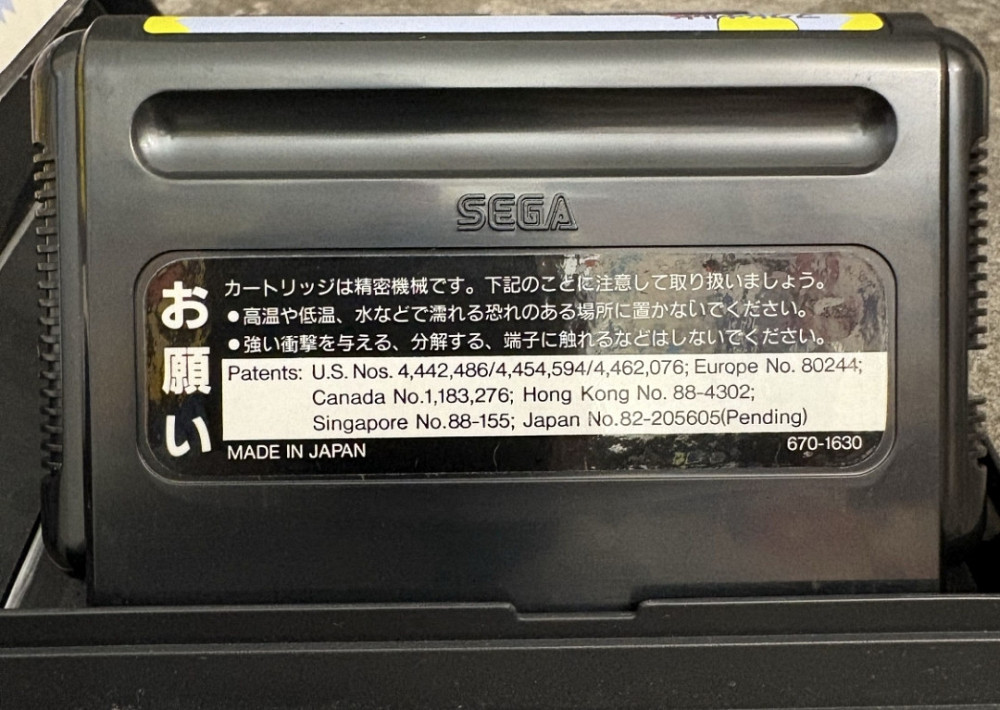 SEGA
お願い
カートリッジは精密機械です。下記のことに注意して取り扱いましょう。
●高温や低温、水などで濡れる恐れのある場所に置かないでください。
●強い衝撃を与える、分解する、端子に触れるなどはしないでください。
Patents: U.S. Nos. 4,442,486/4,454,594/4,462,076; Europe No. 80244;
Canada No.1,183,276; Hong Kong No. 88-4302;
Singapore No.88-155; Japan No.82-205605(Pending)
MADE IN JAPAN
670-1630